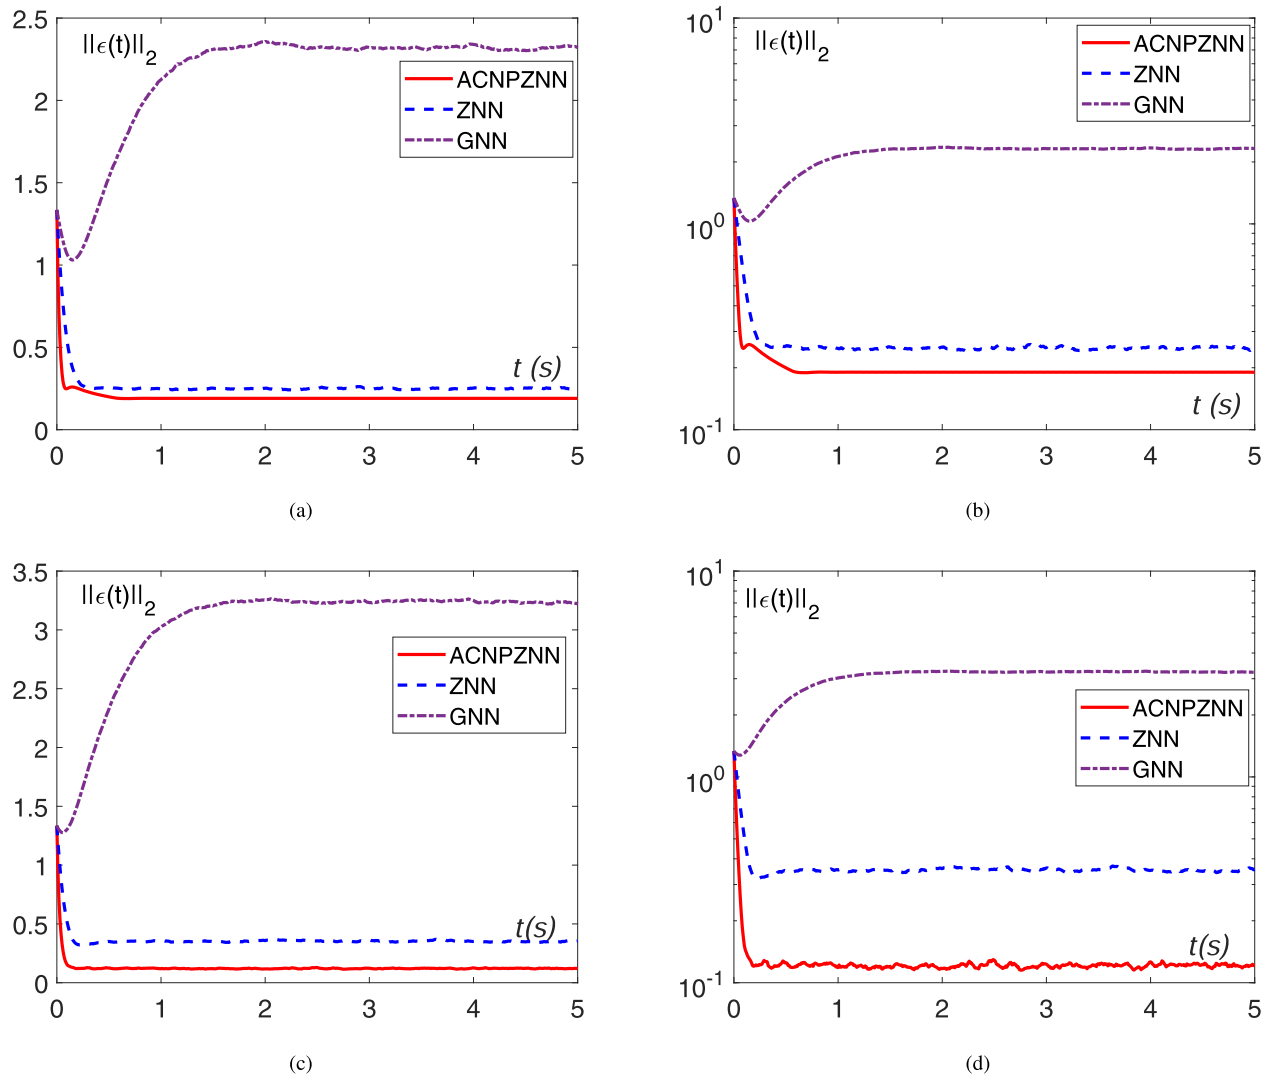 ||ϵ(t)||2
2.5
2
1.5
1
0.5
0
0 1 2 3 4 5
ACNPZNN
ZNN
GNN
t (s)
(a)
||ϵ(t)||2
10^1
10^0
10^-1
0 1 2 3 4 5
ACNPZNN
ZNN
GNN
t (s)
(b)
||ϵ(t)||2
3.5
3
2.5
2
1.5
1
0.5
0
0 1 2 3 4 5
ACNPZNN
ZNN
GNN
t(s)
(c)
||ϵ(t)||2
10^1
10^0
10^-1
0 1 2 3 4 5
ACNPZNN
ZNN
GNN
t(s)
(d)